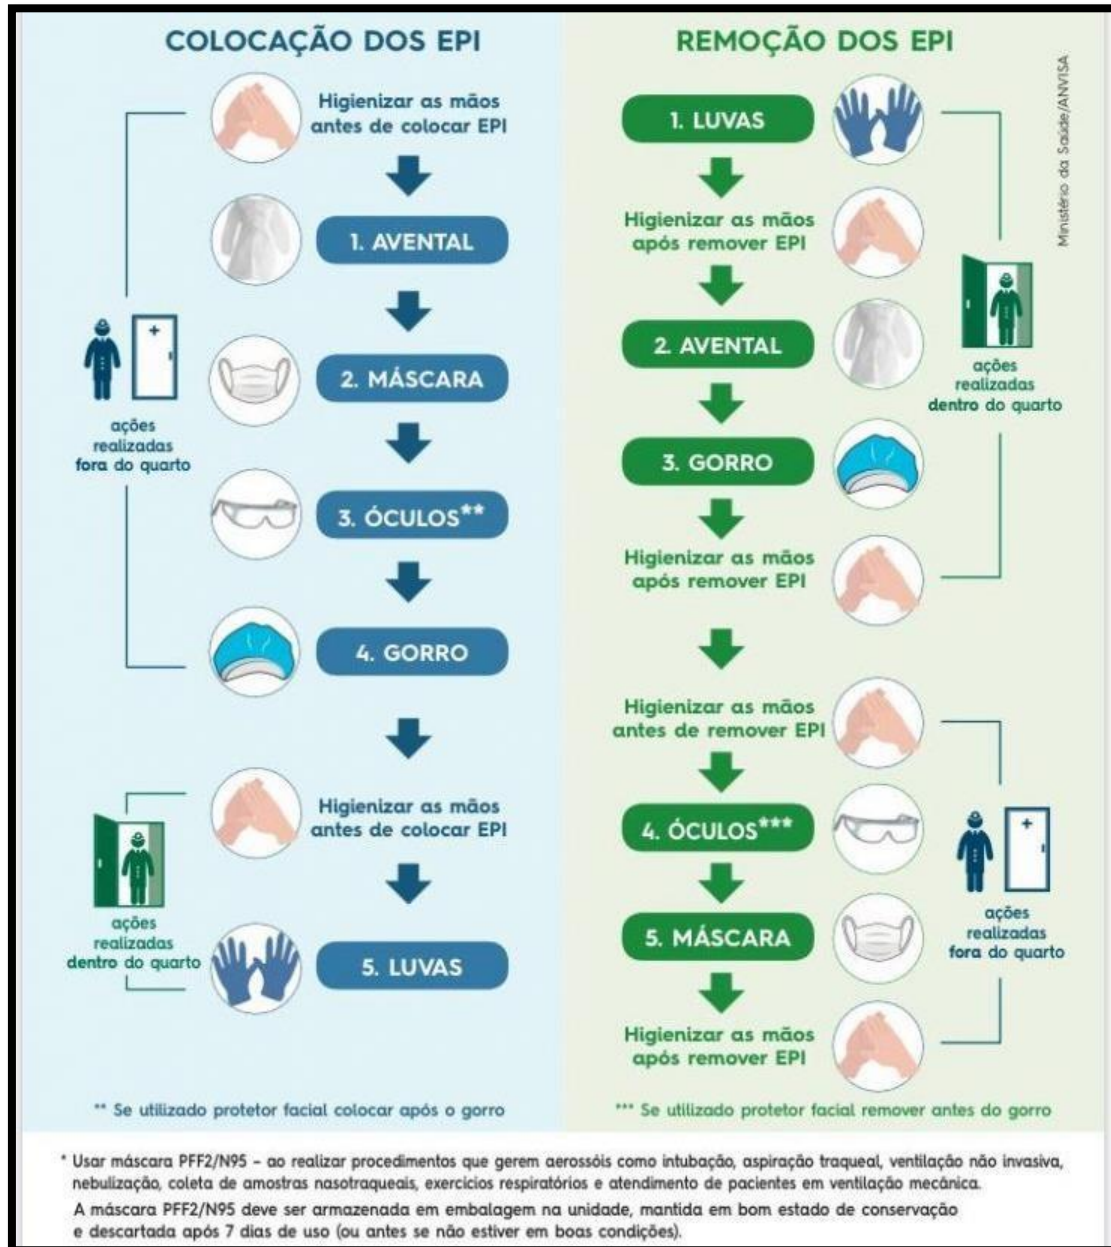 COLOCAÇÃO DOS EPI
Higienizar as mãos
antes de colocar EPI
1. AVENTAL
2. MÁSCARA
ações
realizadas
fora do quarto
3. ÓCULOS**
4. GORRO
Higienizar as mãos
antes de colocar EPI
ações
realizadas
dentro do quarto
5. LUVAS
** Se utilizado protetor facial colocar após o gorro
REMOÇÃO DOS EPI
Ministério da Saúde/ANVISA
1. LUVAS
Higienizar as mãos
após remover EPI
2. AVENTAL
ações
realizadas
dentro do quarto
3. GORRO
Higienizar as mãos
após remover EPI
Higienizar as mãos
antes de remover EPI
4. ÓCULOS***
5. MÁSCARA
ações
realizadas
fora do quarto
Higienizar as mãos
após remover EPI
*** Se utilizado protetor facial remover antes do gorro
* Usar máscara PFF2/N95 – ao realizar procedimentos que gerem aerossóis como intubação, aspiração traqueal, ventilação não invasiva,
nebulização, coleta de amostras nasotraqueais, exercícios respiratórios e atendimento de pacientes em ventilação mecânica.
A máscara PFF2/N95 deve ser armazenada em embalagem na unidade, mantida em bom estado de conservação
e descartada após 7 dias de uso (ou antes se não estiver em boas condições).